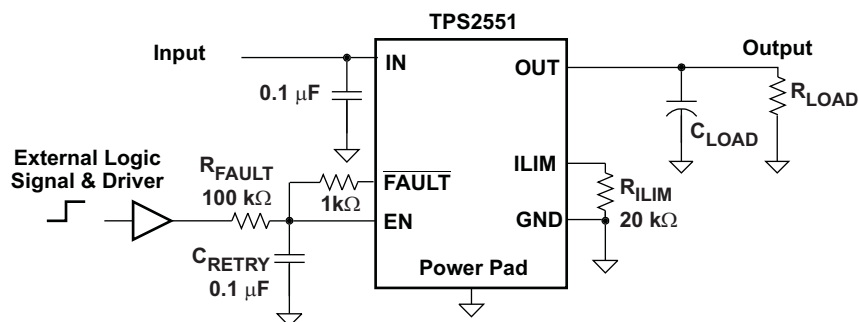 TPS2551
Input
IN
OUT
Output
0.1 μF
R_LOAD
C_LOAD
External Logic
Signal & Driver
R_FAULT
100 kΩ
FAULT
1kΩ
ILIM
R_ILIM
20 kΩ
EN
GND
C_RETRY
0.1 μF
Power Pad